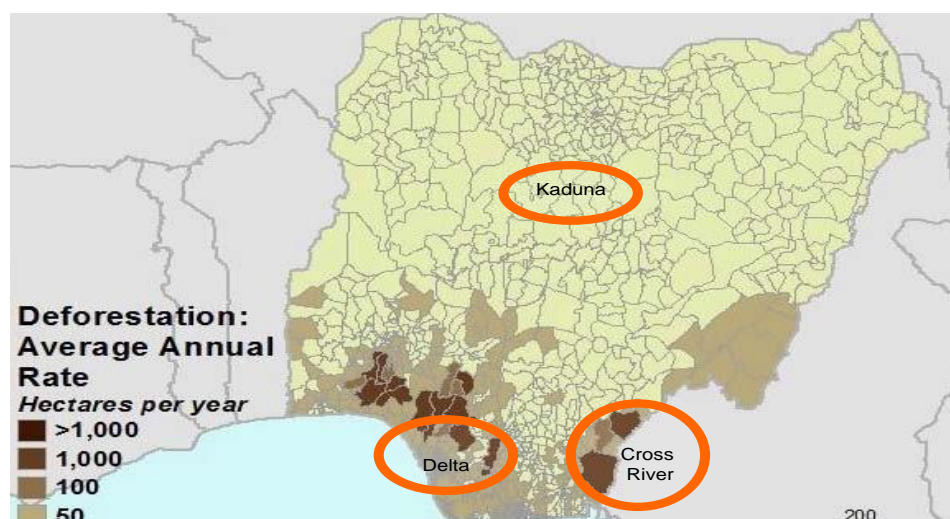 Kaduna
Deforestation:
Average Annual
Rate
Hectares per year
>1,000
1,000
100
50
Delta
Cross
River
200